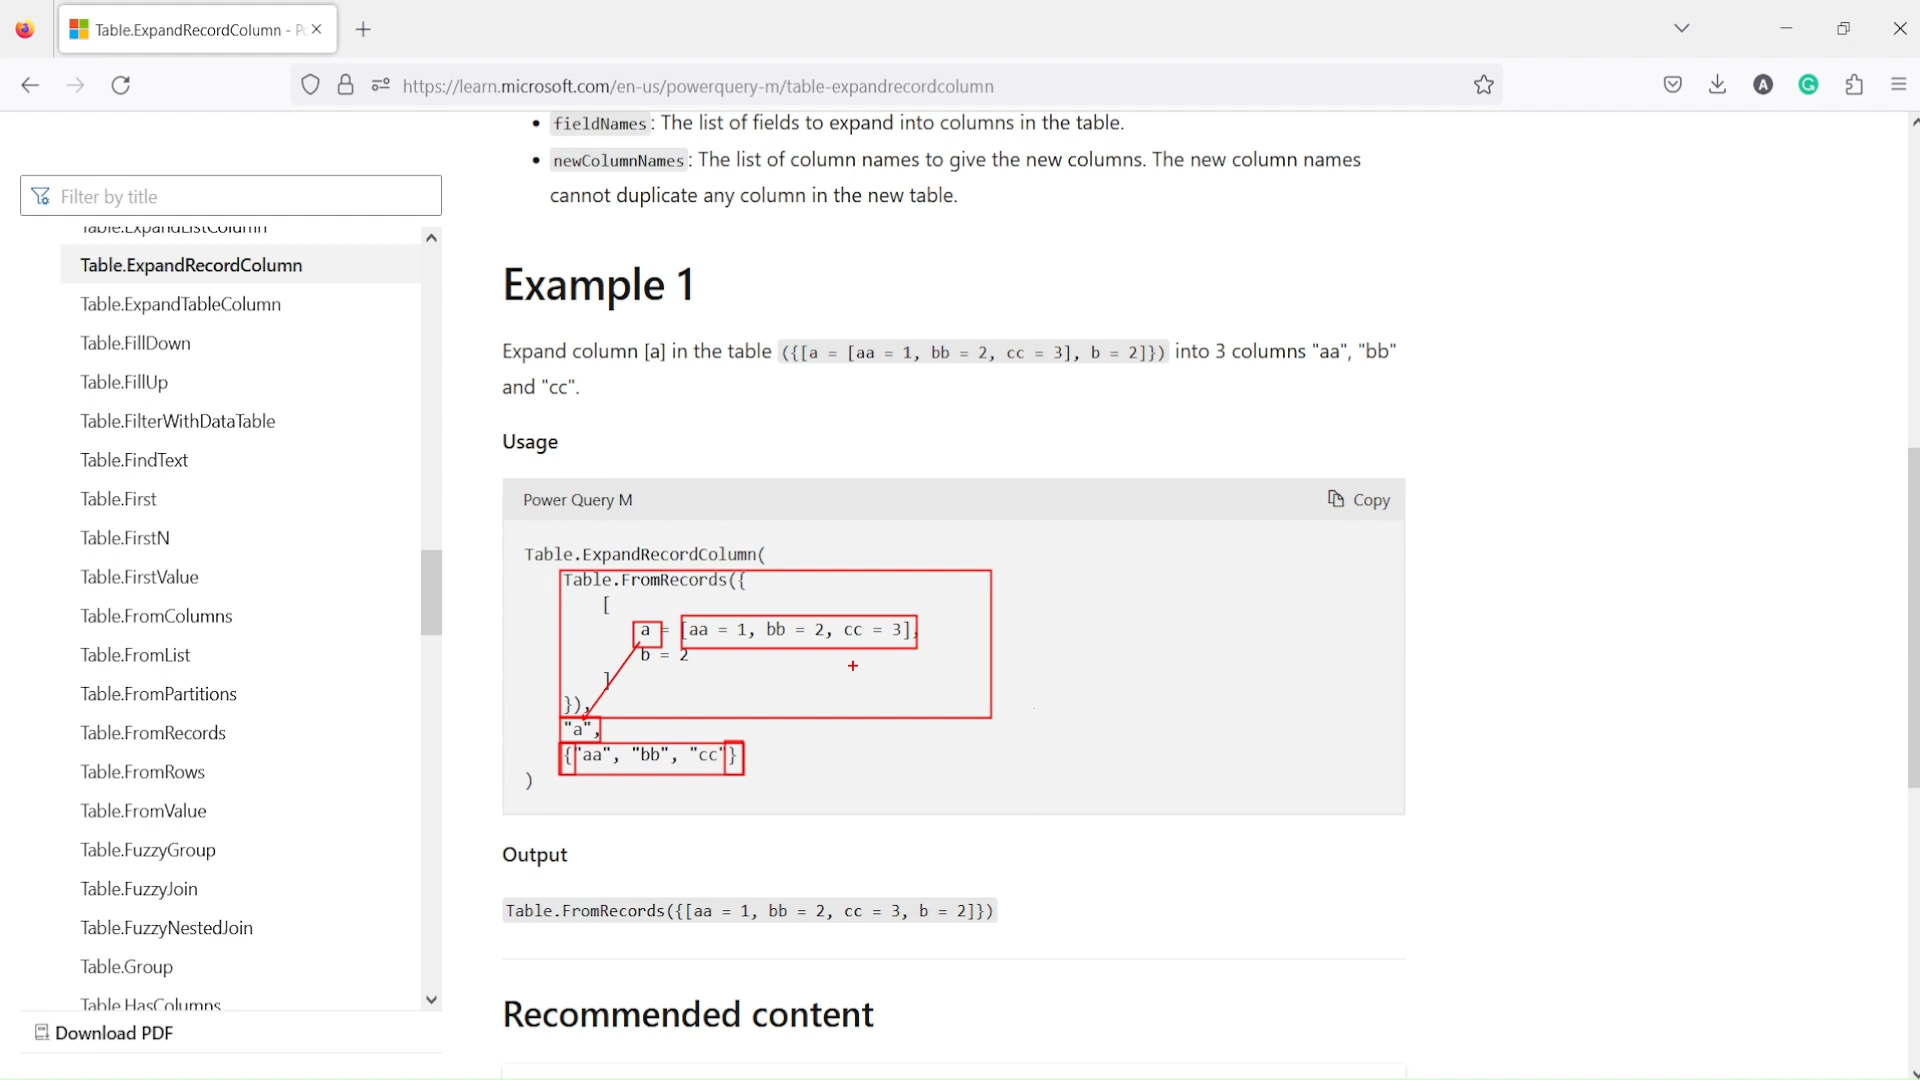 Table.ExpandRecordColumn - Po
https://learn.microsoft.com/en-us/powerquery-m/table-expandrecordcolumn
A
G
Filter by title
Table.ExpandListColumn
Table.ExpandRecordColumn
Table.ExpandTableColumn
Table.FillDown
Table.FillUp
Table.FilterWithDataTable
Table.FindText
Table.First
Table.FirstN
Table.FirstValue
Table.FromColumns
Table.FromList
Table.FromPartitions
Table.FromRecords
Table.FromRows
Table.FromValue
Table.FuzzyGroup
Table.FuzzyJoin
Table.FuzzyNestedJoin
Table.Group
Table.HasColumns
Download PDF
• fieldNames: The list of fields to expand into columns in the table.
• newColumnNames: The list of column names to give the new columns. The new column names
cannot duplicate any column in the new table.
Example 1
Expand column [a] in the table ({[a = [aa = 1, bb = 2, cc = 3], b = 2]}) into 3 columns "aa", "bb"
and "cc".
Usage
Power Query M
Copy
Table.ExpandRecordColumn(
Table.FromRecords({
[
a = [aa = 1, bb = 2, cc = 3],
b = 2
]
}),
"a",
{"aa", "bb", "cc"}
)
Output
Table.FromRecords({[aa = 1, bb = 2, cc = 3, b = 2]})
Recommended content